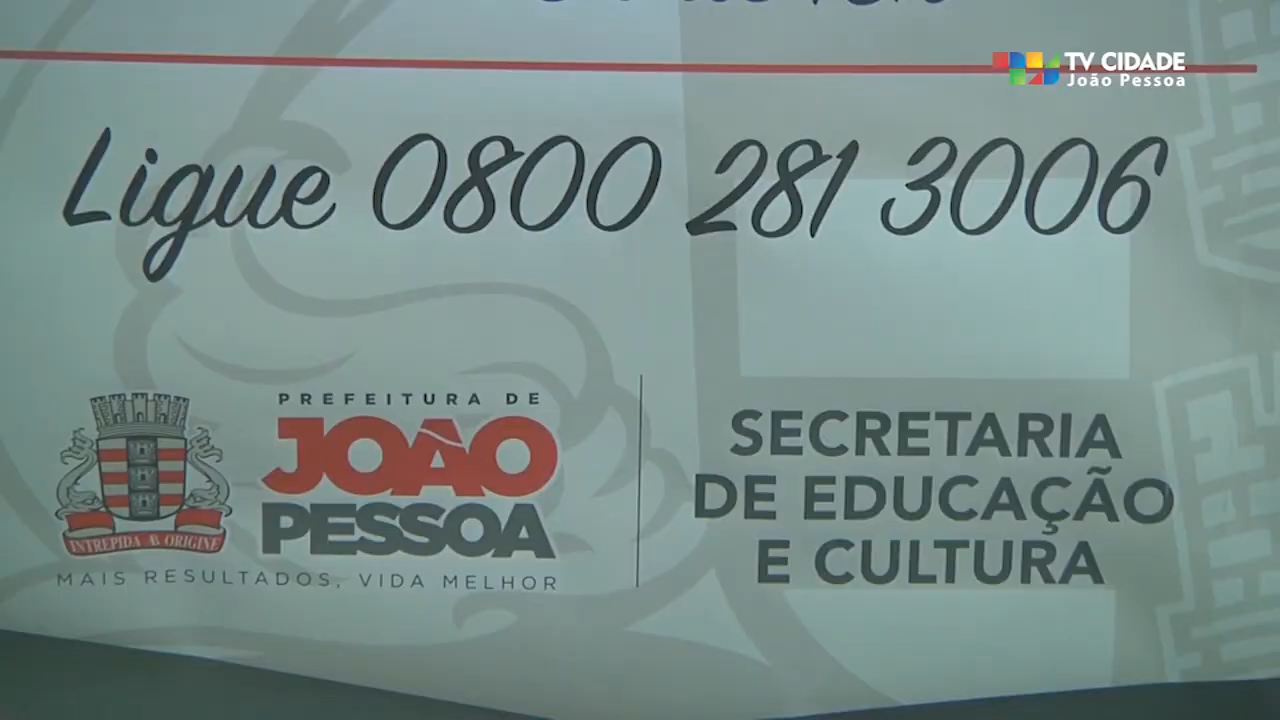 TV CIDADE
João Pessoa
Ligue 0800 281 3006
PREFEITURA DE
JOÃO
PESSOA
INTREPIDA AB ORIGINE
MAIS RESULTADOS, VIDA MELHOR
SECRETARIA
DE EDUCAÇÃO
E CULTURA